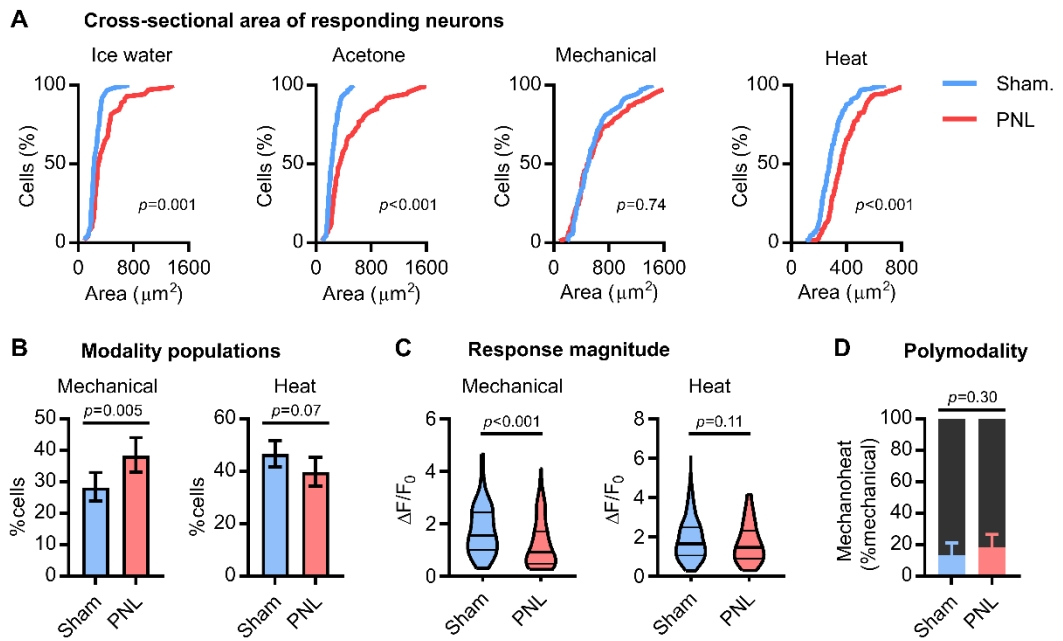 A Cross-sectional area of responding neurons
Ice water
Acetone
Mechanical
Heat
Cells (%)
100
50
0
p=0.001
0 800 1600
Area (μm²)
Cells (%)
100
50
0
p<0.001
0 800 1600
Area (μm²)
Cells (%)
100
50
0
p=0.74
0 800 1600
Area (μm²)
Cells (%)
100
50
0
p<0.001
0 400 800
Area (μm²)
Sham.
PNL
B Modality populations
Mechanical
p=0.005
%cells
50
40
30
20
10
0
Sham
PNL
Heat
p=0.07
%cells
60
40
20
0
Sham
PNL
C Response magnitude
Mechanical
p<0.001
ΔF/F₀
6
4
2
0
Sham
PNL
Heat
p=0.11
ΔF/F₀
8
6
4
2
0
Sham
PNL
D Polymodality
p=0.30
Mechanoheat
(%mechanical)
100
80
60
40
20
0
Sham
PNL